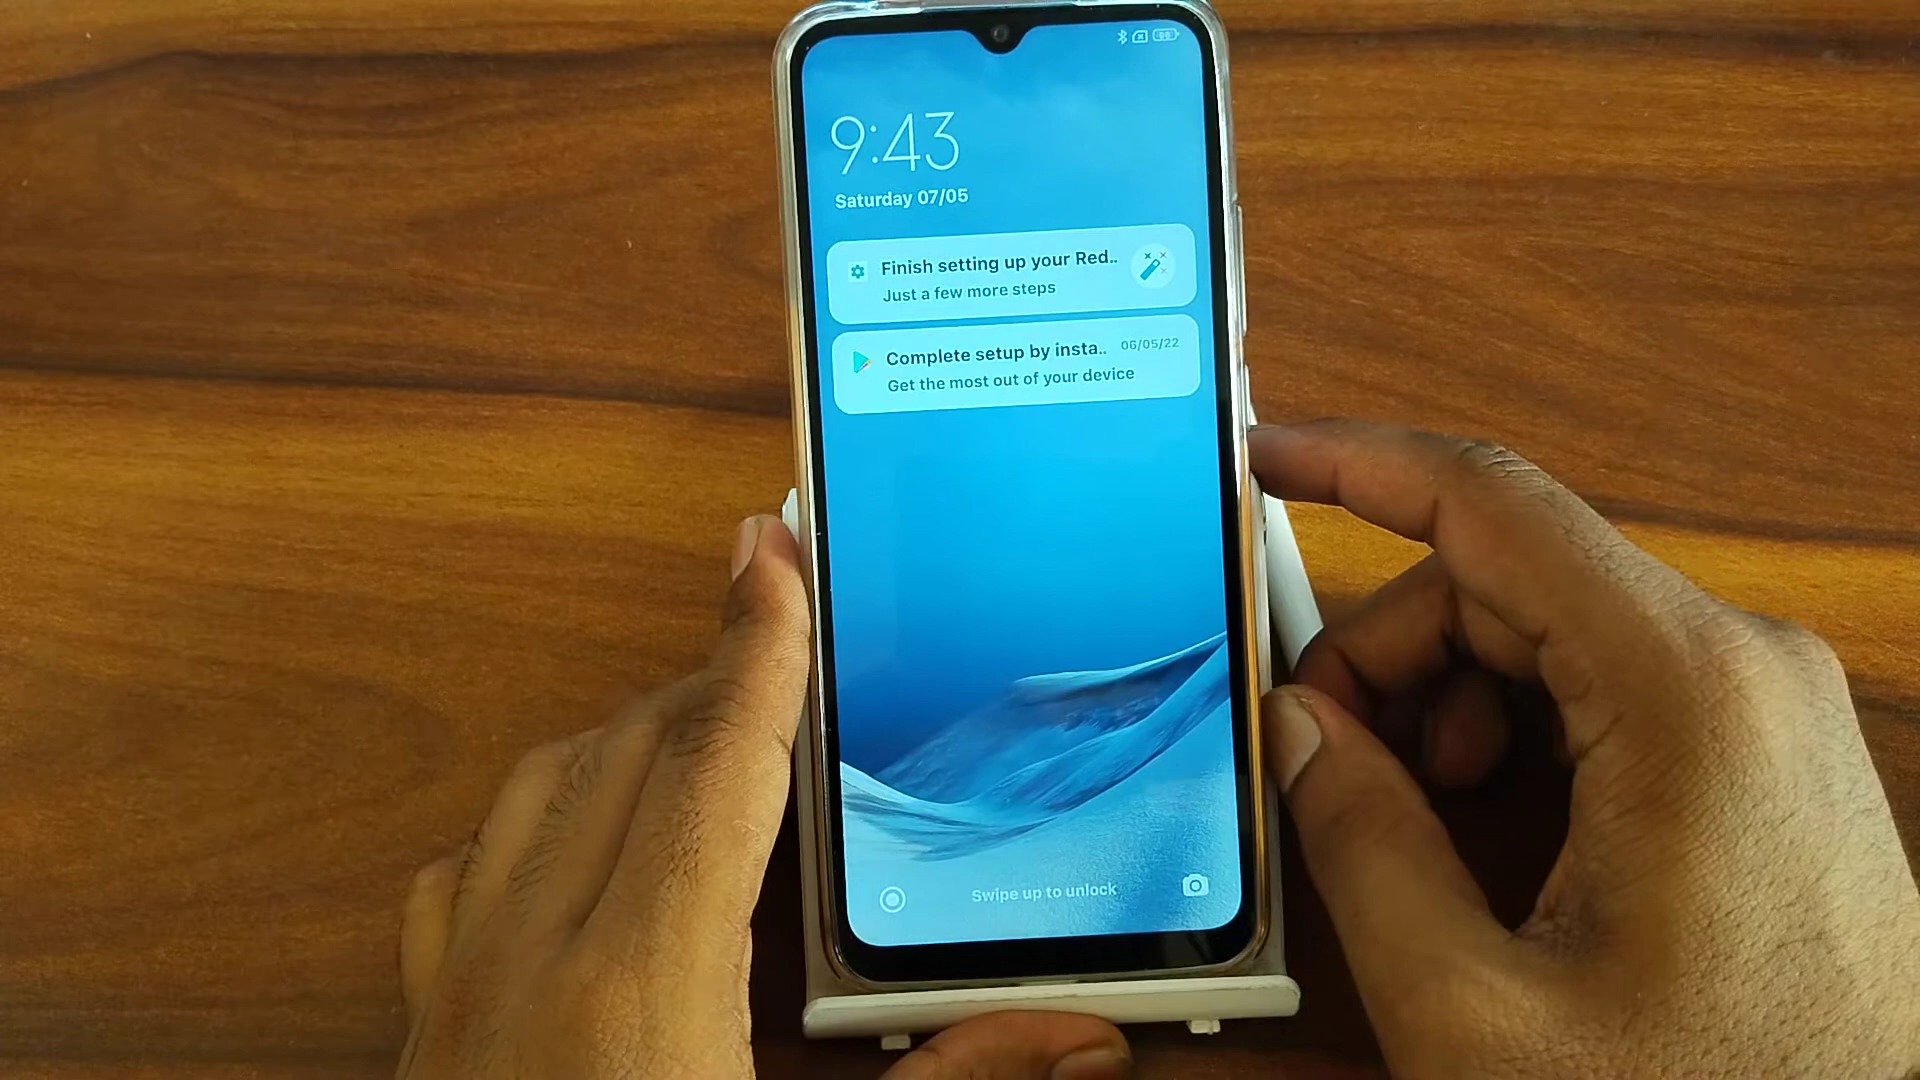 9:43
Saturday 07/05
Finish setting up your Red..
Just a few more steps
Complete setup by insta..
06/05/22
Get the most out of your device
Swipe up to unlock